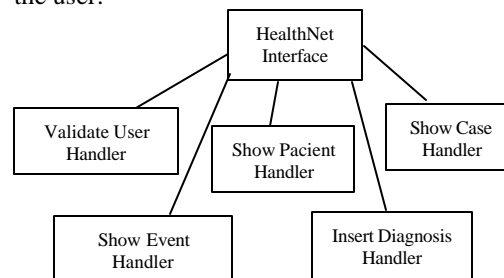 the user.
HealthNet
Interface
Validate User
Handler
Show Pacient
Handler
Show Case
Handler
Show Event
Handler
Insert Diagnosis
Handler